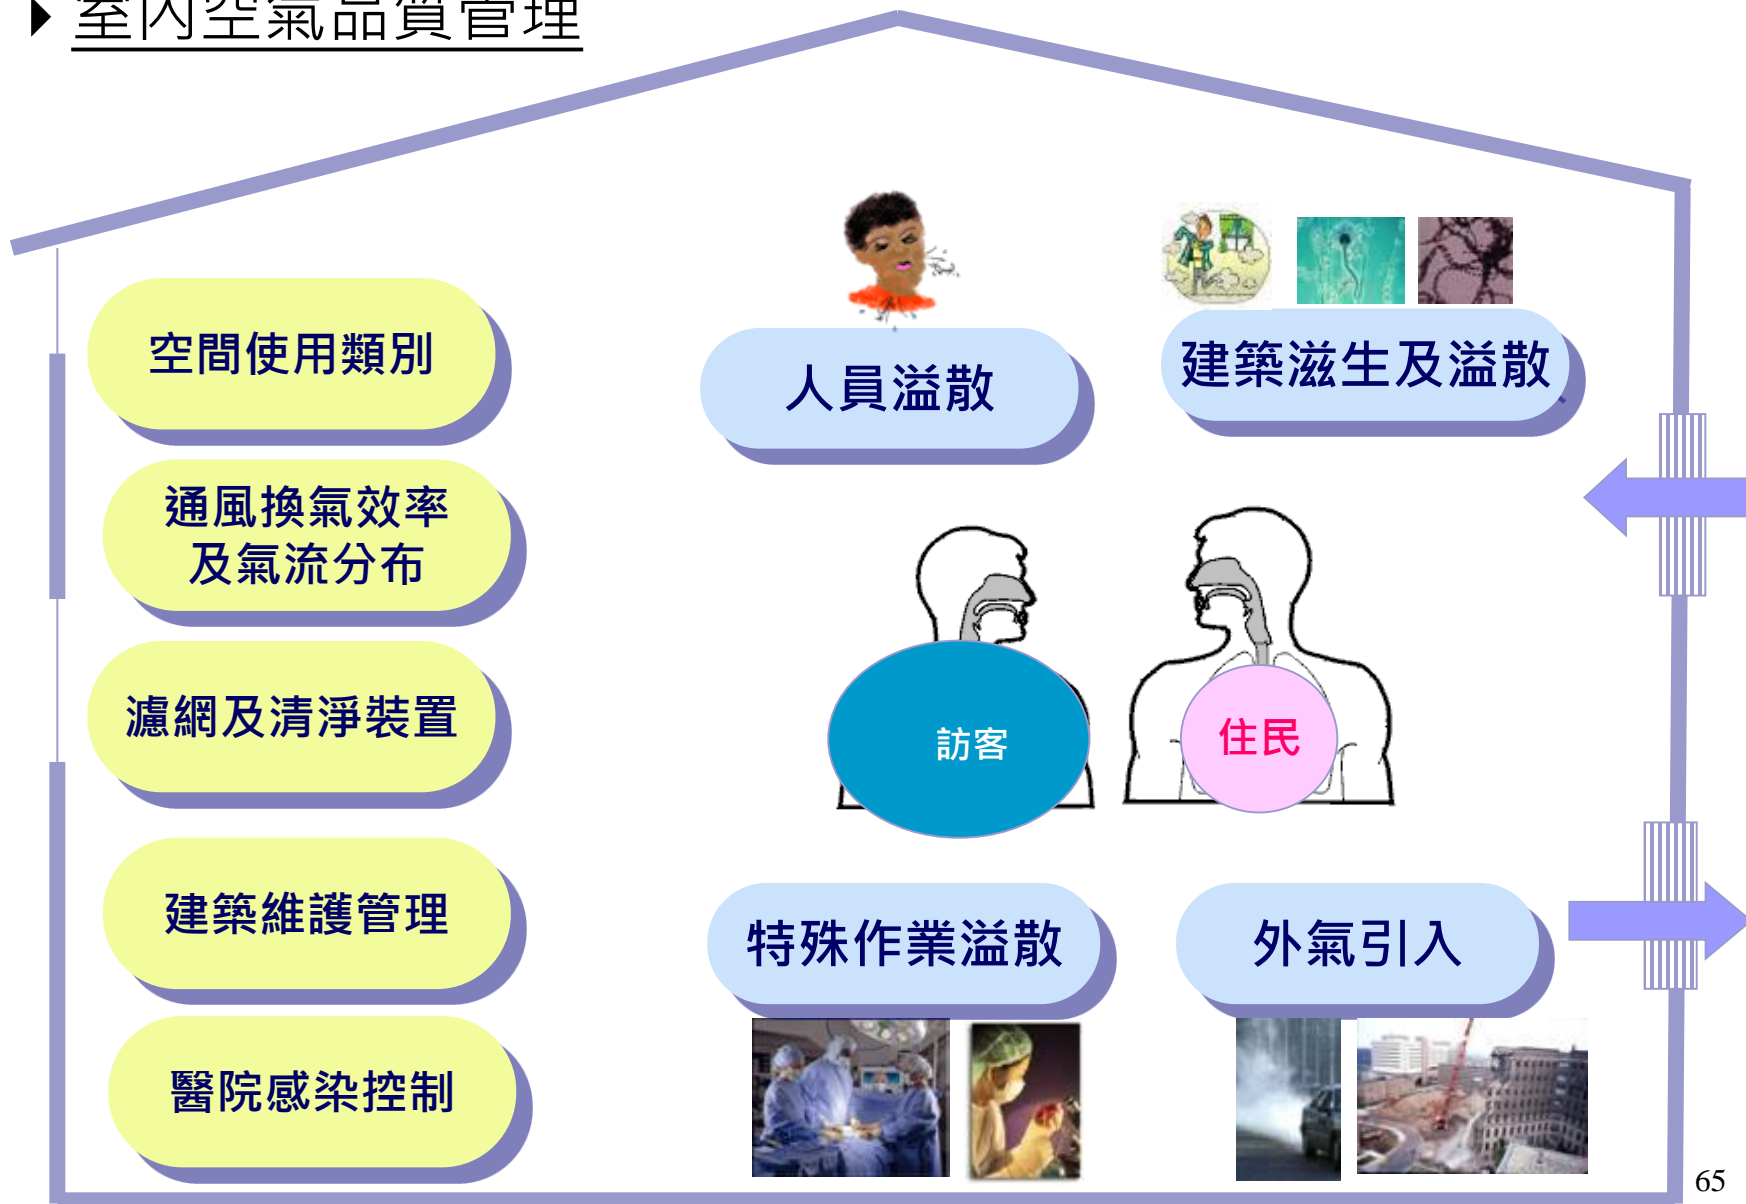 室內空氣品質管理
空間使用類別
通風換氣效率
及氣流分布
濾網及清淨裝置
建築維護管理
醫院感染控制
人員溢散
建築滋生及溢散
訪客
住民
特殊作業溢散
外氣引入
65